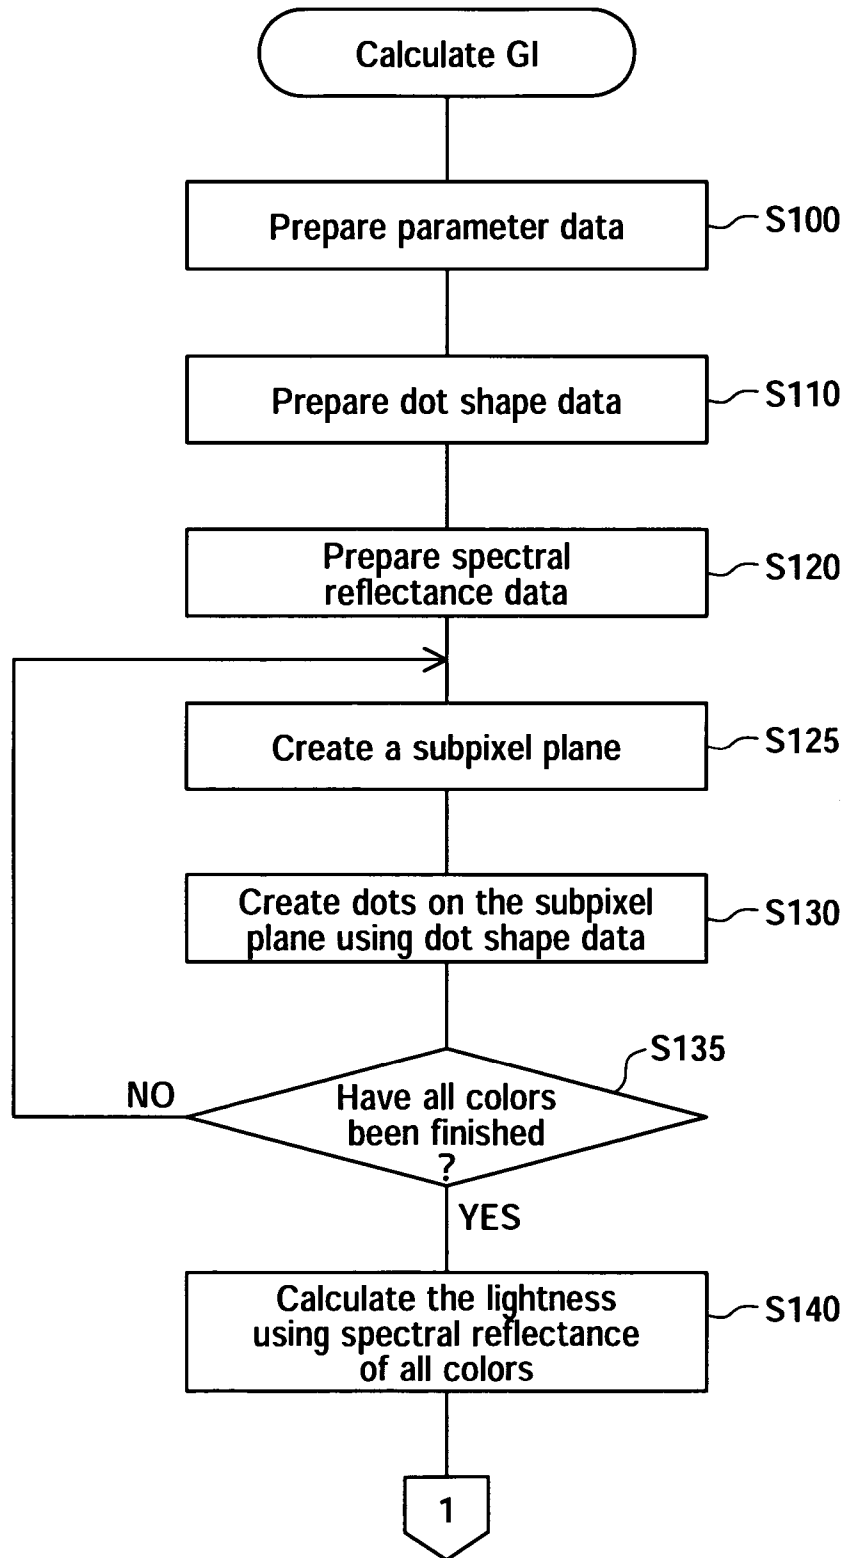 Calculate GI
Prepare parameter data
S100
Prepare dot shape data
S110
Prepare spectral
reflectance data
S120
Create a subpixel plane
S125
Create dots on the subpixel
plane using dot shape data
S130
S135
NO
Have all colors
been finished
?
YES
Calculate the lightness
using spectral reflectance
of all colors
S140
1